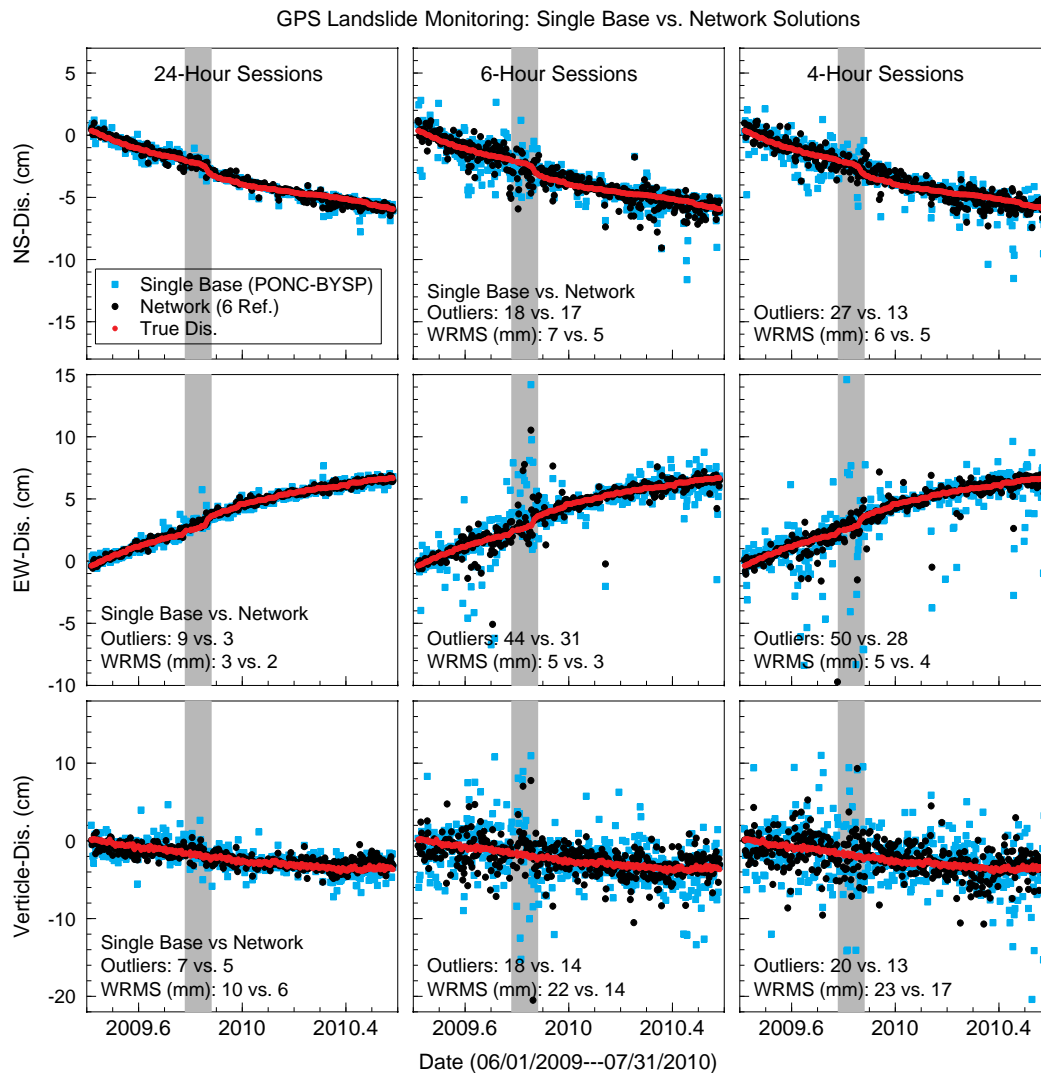 GPS Landslide Monitoring: Single Base vs. Network Solutions
24-Hour Sessions
6-Hour Sessions
4-Hour Sessions
5
0
-5
-10
-15
NS-Dis. (cm)
Single Base (PONC-BYSP)
Network (6 Ref.)
True Dis.
Single Base vs. Network
Outliers: 18 vs. 17
WRMS (mm): 7 vs. 5
Outliers: 27 vs. 13
WRMS (mm): 6 vs. 5
15
10
5
0
-5
-10
EW-Dis. (cm)
Single Base vs. Network
Outliers: 9 vs. 3
WRMS (mm): 3 vs. 2
Outliers: 44 vs. 31
WRMS (mm): 5 vs. 3
Outliers: 50 vs. 28
WRMS (mm): 5 vs. 4
10
0
-10
-20
Verticle-Dis. (cm)
Single Base vs Network
Outliers: 7 vs. 5
WRMS (mm): 10 vs. 6
Outliers: 18 vs. 14
WRMS (mm): 22 vs. 14
Outliers: 20 vs. 13
WRMS (mm): 23 vs. 17
2009.6 2010 2010.4
2009.6 2010 2010.4
2009.6 2010 2010.4
Date (06/01/2009---07/31/2010)